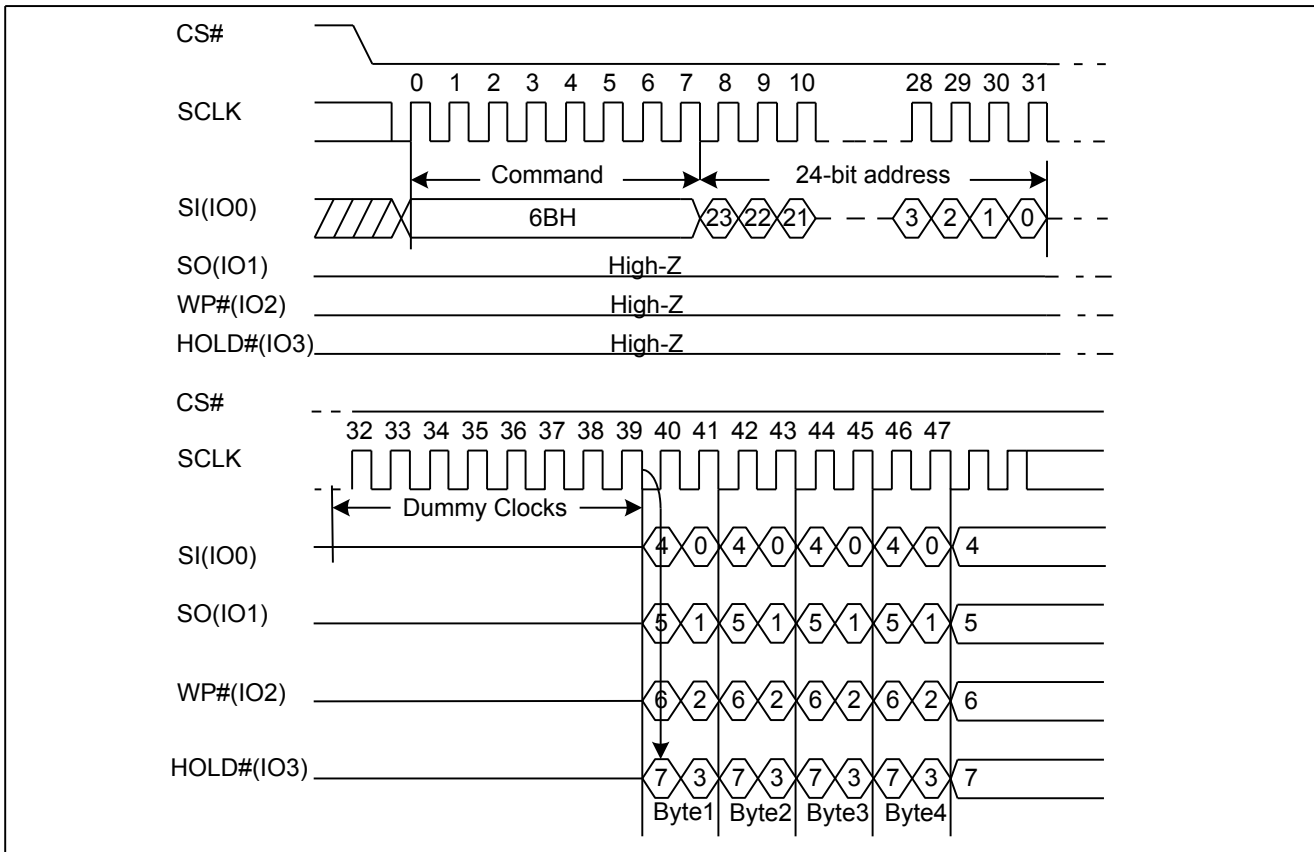 CS#
0 1 2 3 4 5 6 7 8 9 10 28 29 30 31
SCLK
Command 24-bit address
SI(IO0) 6BH 23 22 21 3 2 1 0
SO(IO1) High-Z
WP#(IO2) High-Z
HOLD#(IO3) High-Z
CS#
32 33 34 35 36 37 38 39 40 41 42 43 44 45 46 47
SCLK
Dummy Clocks
SI(IO0) 4 0 4 0 4 0 4 0 4
SO(IO1) 5 1 5 1 5 1 5 1 5
WP#(IO2) 6 2 6 2 6 2 6 2 6
HOLD#(IO3) 7 3 7 3 7 3 7 3 7
Byte1 Byte2 Byte3 Byte4